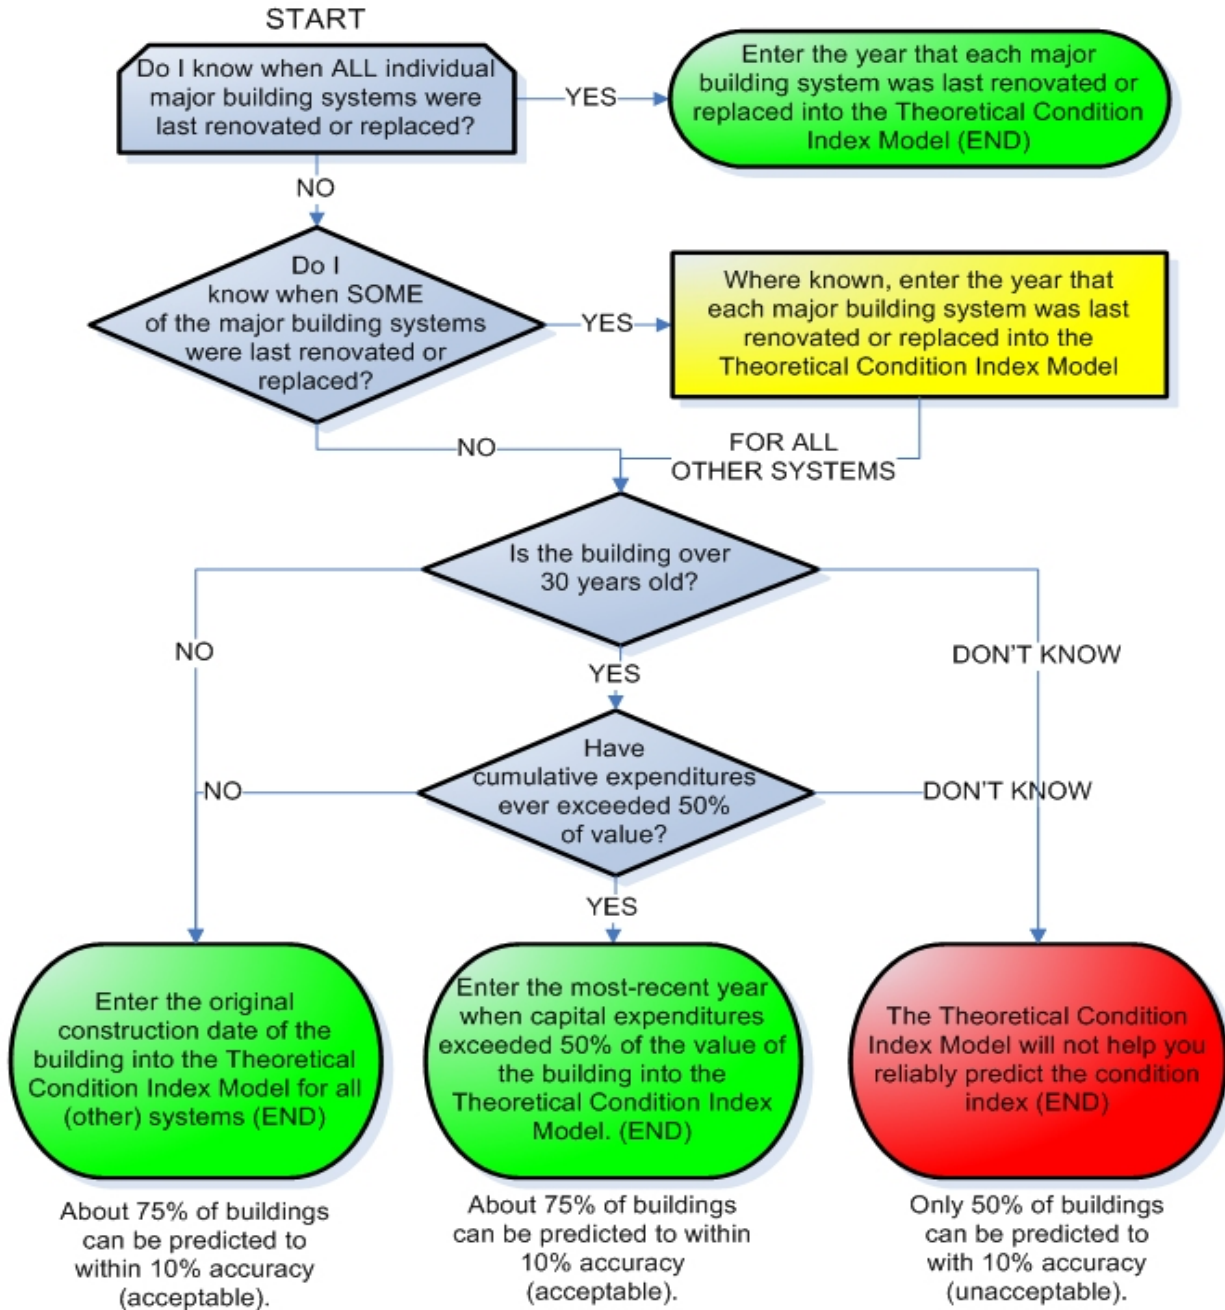 START
Do I know when ALL individual
major building systems were
last renovated or replaced?
YES
Enter the year that each major
building system was last renovated or
replaced into the Theoretical Condition
Index Model (END)
NO
Do I
know when SOME
of the major building systems
were last renovated or
replaced?
YES
Where known, enter the year that
each major building system was last
renovated or replaced into the
Theoretical Condition Index Model
NO
FOR ALL
OTHER SYSTEMS
Is the building over
30 years old?
NO
YES
DON'T KNOW
Have
cumulative expenditures
ever exceeded 50%
of value?
NO
DON'T KNOW
YES
Enter the original
construction date of the
building into the Theoretical
Condition Index Model for all
(other) systems (END)
Enter the most-recent year
when capital expenditures
exceeded 50% of the value of
the building into the
Theoretical Condition Index
Model. (END)
The Theoretical Condition
Index Model will not help you
reliably predict the condition
index (END)
About 75% of buildings
can be predicted to
within 10% accuracy
(acceptable).
About 75% of buildings
can be predicted to within
10% accuracy
(acceptable).
Only 50% of buildings
can be predicted to
with 10% accuracy
(unacceptable).